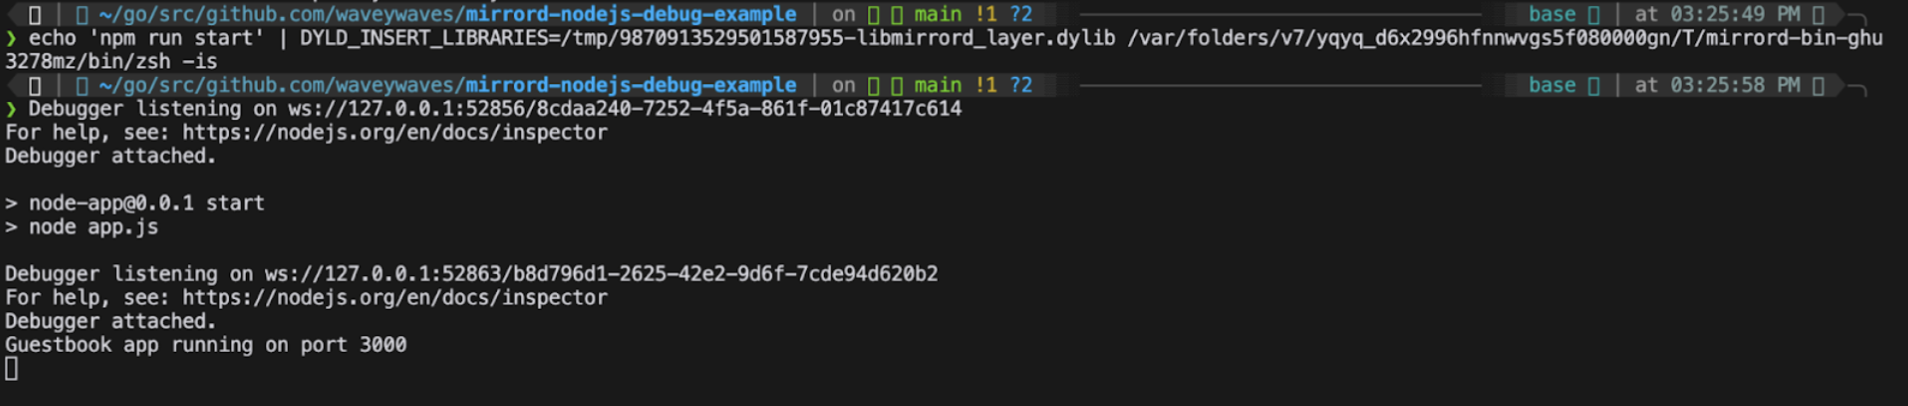 ~/go/src/github.com/waveywaves/mirrord-nodejs-debug-example | on main !1 ?2 base | at 03:25:49 PM
❯ echo 'npm run start' | DYLD_INSERT_LIBRARIES=/tmp/9870913529501587955-libmirrord_layer.dylib /var/folders/v7/yqyq_d6x2996hfnnwvgs5f080000gn/T/mirrord-bin-ghu
3278mz/bin/zsh -is
~/go/src/github.com/waveywaves/mirrord-nodejs-debug-example | on main !1 ?2 base | at 03:25:58 PM
❯ Debugger listening on ws://127.0.0.1:52856/8cdaa240-7252-4f5a-861f-01c87417c614
For help, see: https://nodejs.org/en/docs/inspector
Debugger attached.
> node-app@0.0.1 start
> node app.js
Debugger listening on ws://127.0.0.1:52863/b8d796d1-2625-42e2-9d6f-7cde94d620b2
For help, see: https://nodejs.org/en/docs/inspector
Debugger attached.
Guestbook app running on port 3000